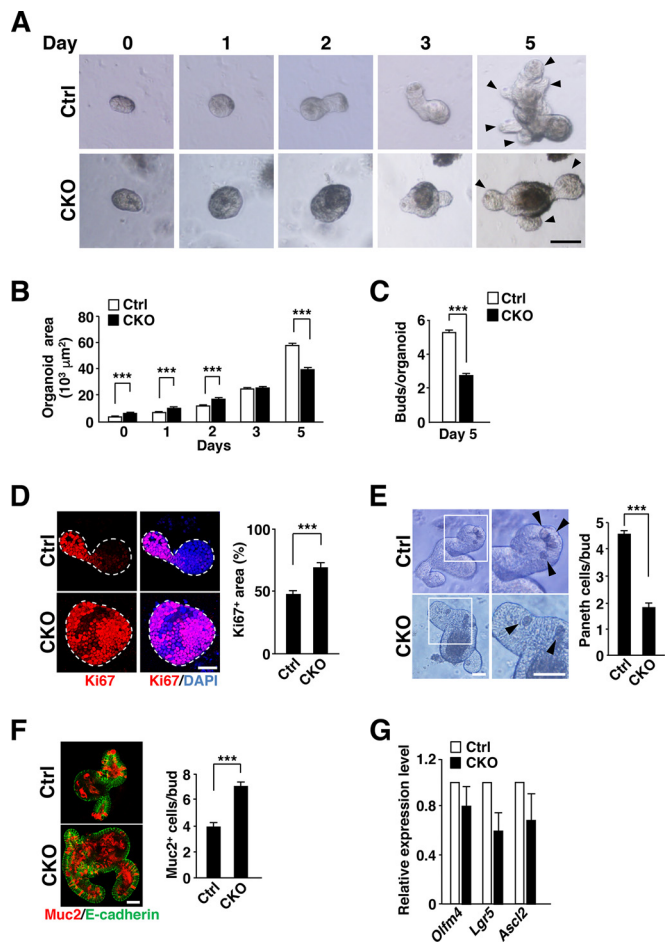 A
Day 0 1 2 3 5
Ctrl
CKO
B
Ctrl
CKO
Organoid area
(10³ μm²)
80
60
40
20
0
***
***
***
***
0 1 2 3 5
Days
C
Ctrl
CKO
Buds/organoid
6
4
2
0
***
Day 5
D
Ctrl
CKO
Ki67 Ki67/DAPI
Ki67⁺ area (%)
100
50
0
***
Ctrl
CKO
E
Ctrl
CKO
Paneth cells/bud
5
4
3
2
1
0
***
Ctrl
CKO
F
Ctrl
CKO
Muc2/E-cadherin
Muc2⁺ cells/bud
8
6
4
2
0
***
Ctrl
CKO
G
Ctrl
CKO
Relative expression level
1.2
0.8
0.4
0
Olfm4
Lgr5
Ascl2